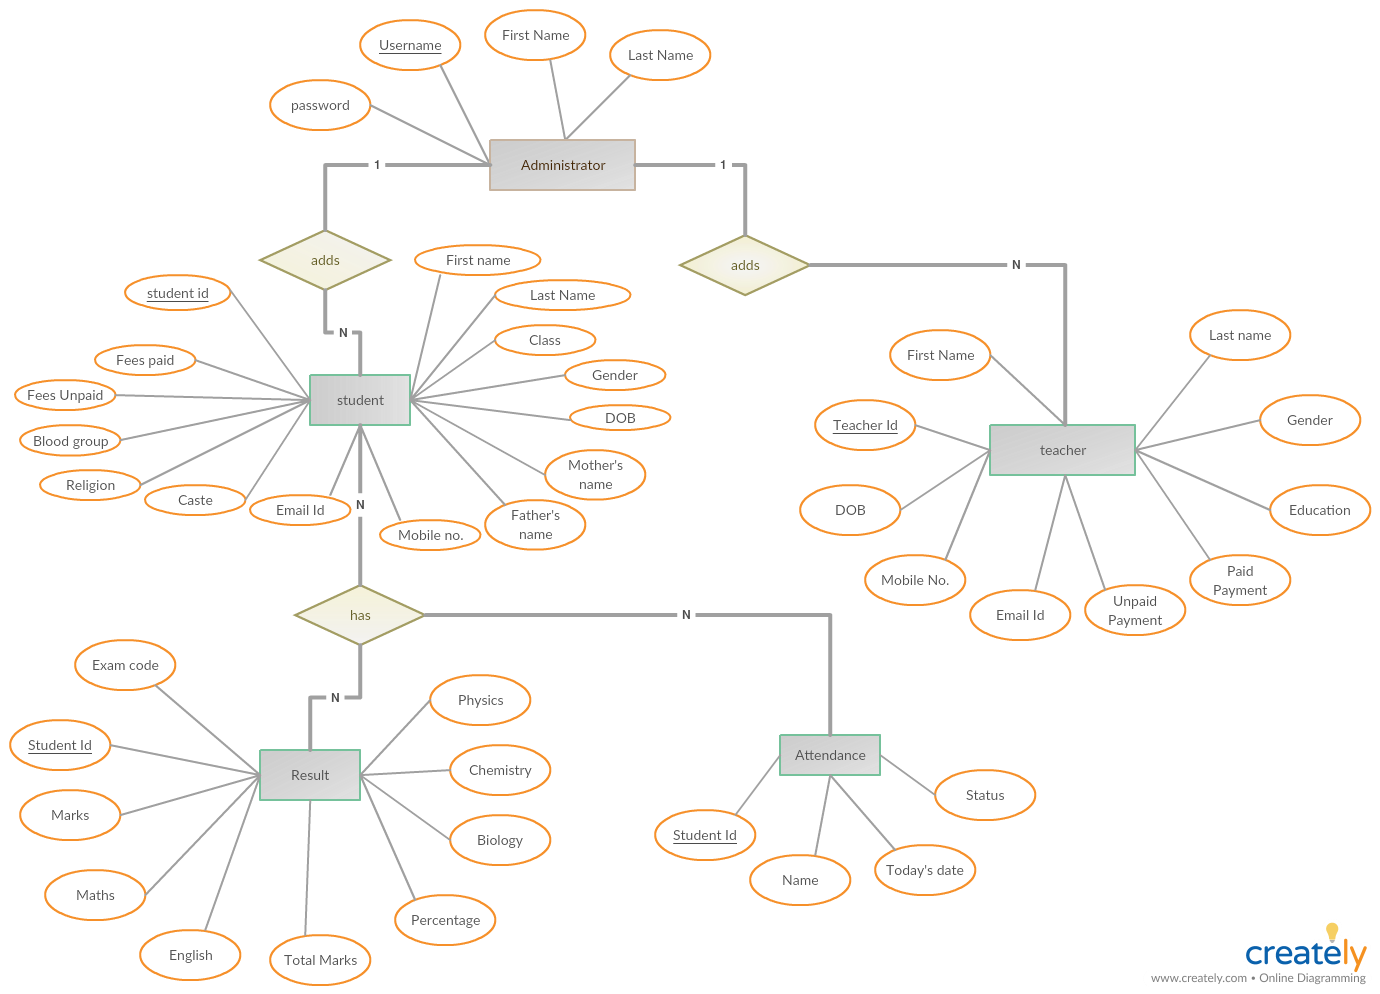 Username
First Name
Last Name
password
1
Administrator
1
adds
First name
adds
N
student id
Last Name
N
Class
Last name
First Name
Fees paid
Gender
Fees Unpaid
student
DOB
Gender
Teacher Id
Blood group
teacher
Mother's
name
Religion
Caste
Email Id
N
Father's
name
Mobile no.
DOB
Education
Mobile No.
Paid
Payment
Email Id
Unpaid
Payment
has
N
Exam code
N
Physics
Student Id
Result
Chemistry
Attendance
Status
Marks
Biology
Student Id
Maths
Name
Today's date
Percentage
English
Total Marks
creately
www.creately.com • Online Diagramming